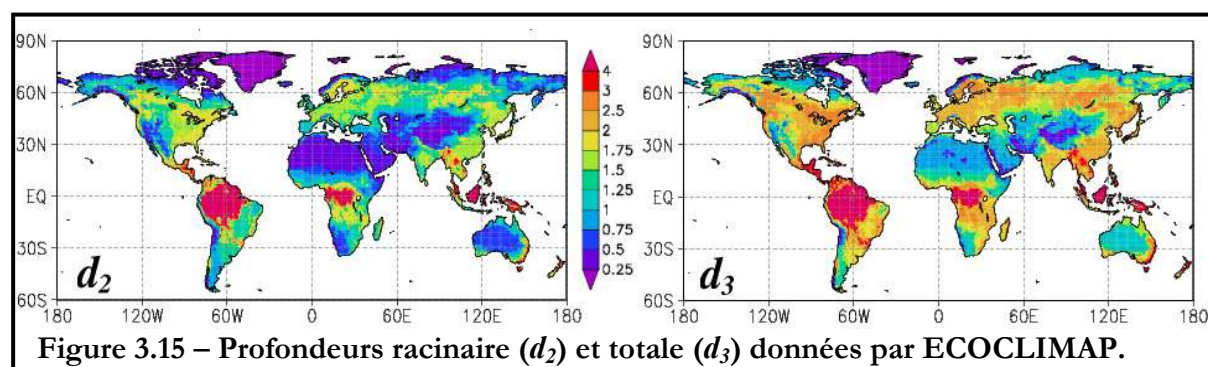 90N
60N
30N
EQ
30S
60S
180 120W 60W 0 60E 120E 180
d2
4
3
2.5
2
1.75
1.5
1.25
1
0.75
0.5
0.25
90N
60N
30N
EQ
30S
60S
180 120W 60W 0 60E 120E 180
d3
Figure 3.15 – Profondeurs racinaire (d2) et totale (d3) données par ECOCLIMAP.